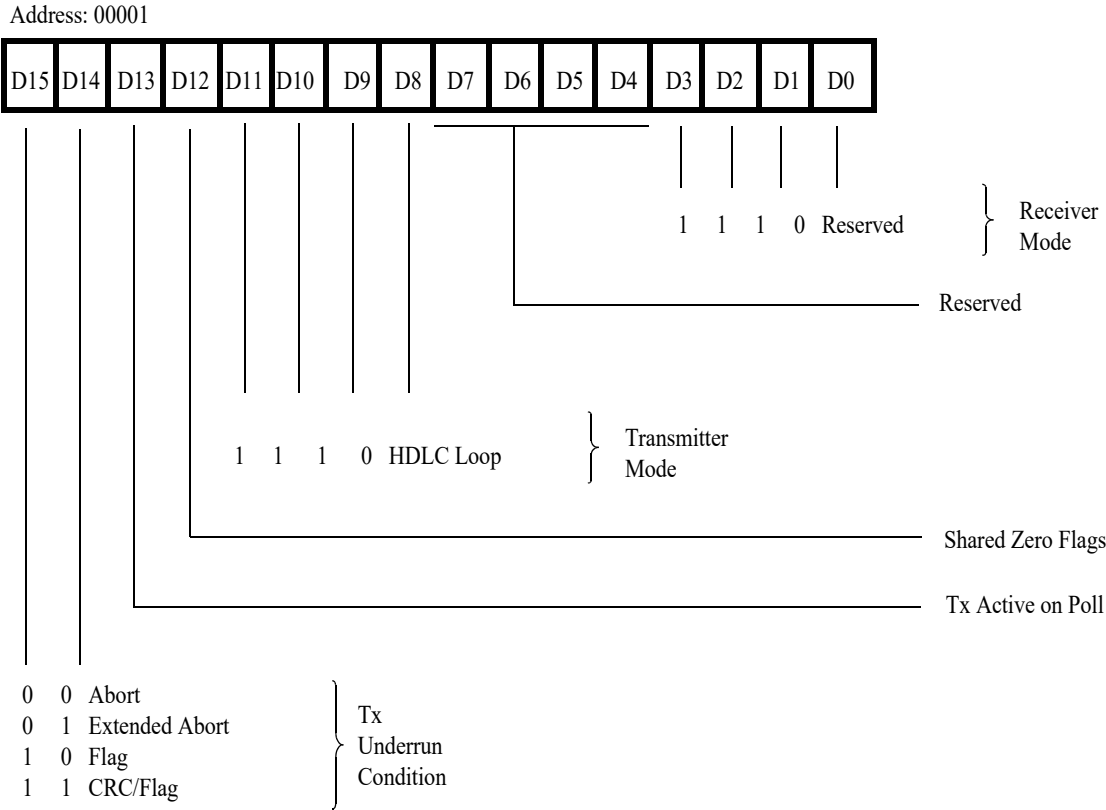 Address: 00001
D15 D14 D13 D12 D11 D10 D9 D8 D7 D6 D5 D4 D3 D2 D1 D0
1 1 1 0 Reserved
Receiver
Mode
Reserved
1 1 1 0 HDLC Loop
Transmitter
Mode
Shared Zero Flags
Tx Active on Poll
0 0 Abort
0 1 Extended Abort
1 0 Flag
1 1 CRC/Flag
Tx
Underrun
Condition